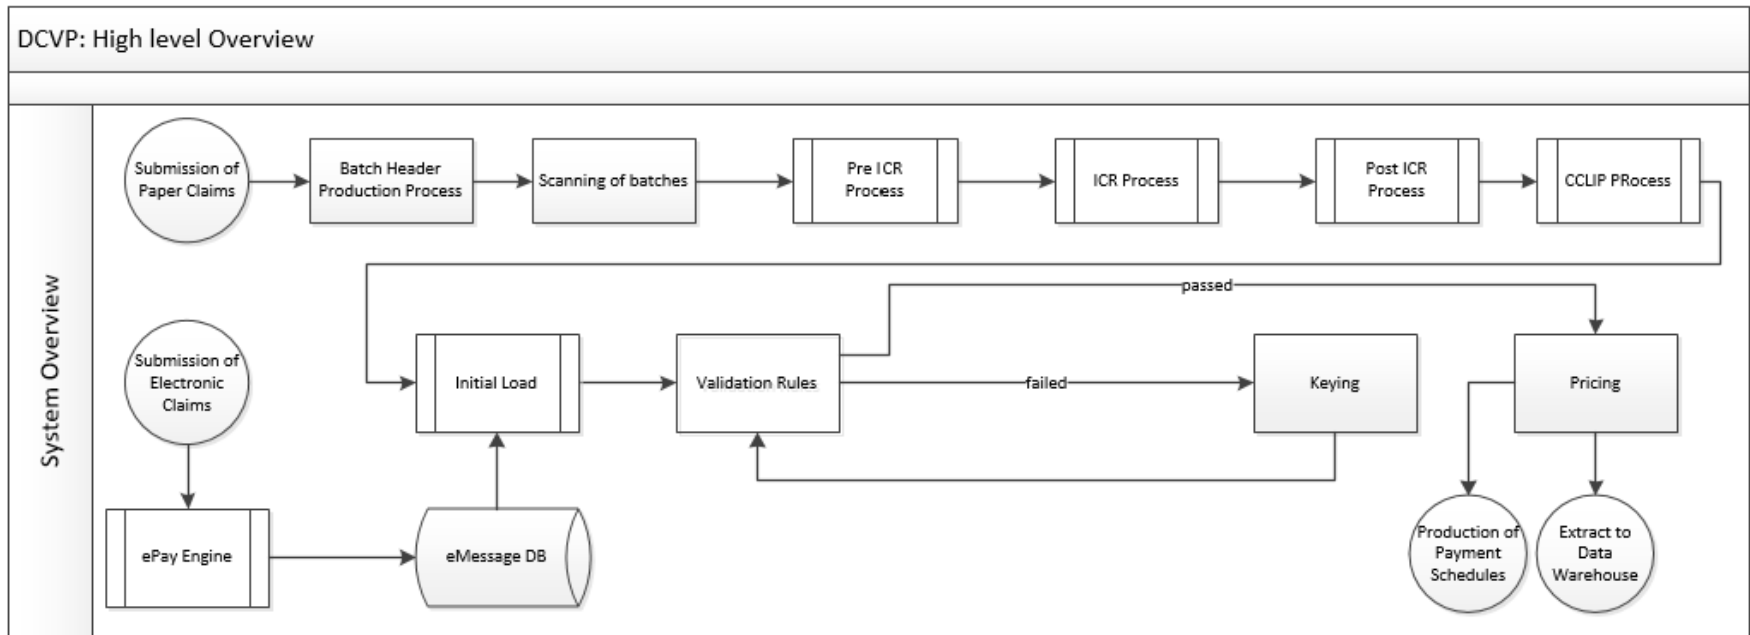 DCVP: High level Overview
System Overview
Submission of
Paper Claims
Batch Header
Production Process
Scanning of batches
Pre ICR
Process
ICR Process
Post ICR
Process
CCLIP PRocess
passed
Submission of
Electronic
Claims
Initial Load
Validation Rules
failed
Keying
Pricing
ePay Engine
eMessage DB
Production of
Payment
Schedules
Extract to
Data
Warehouse